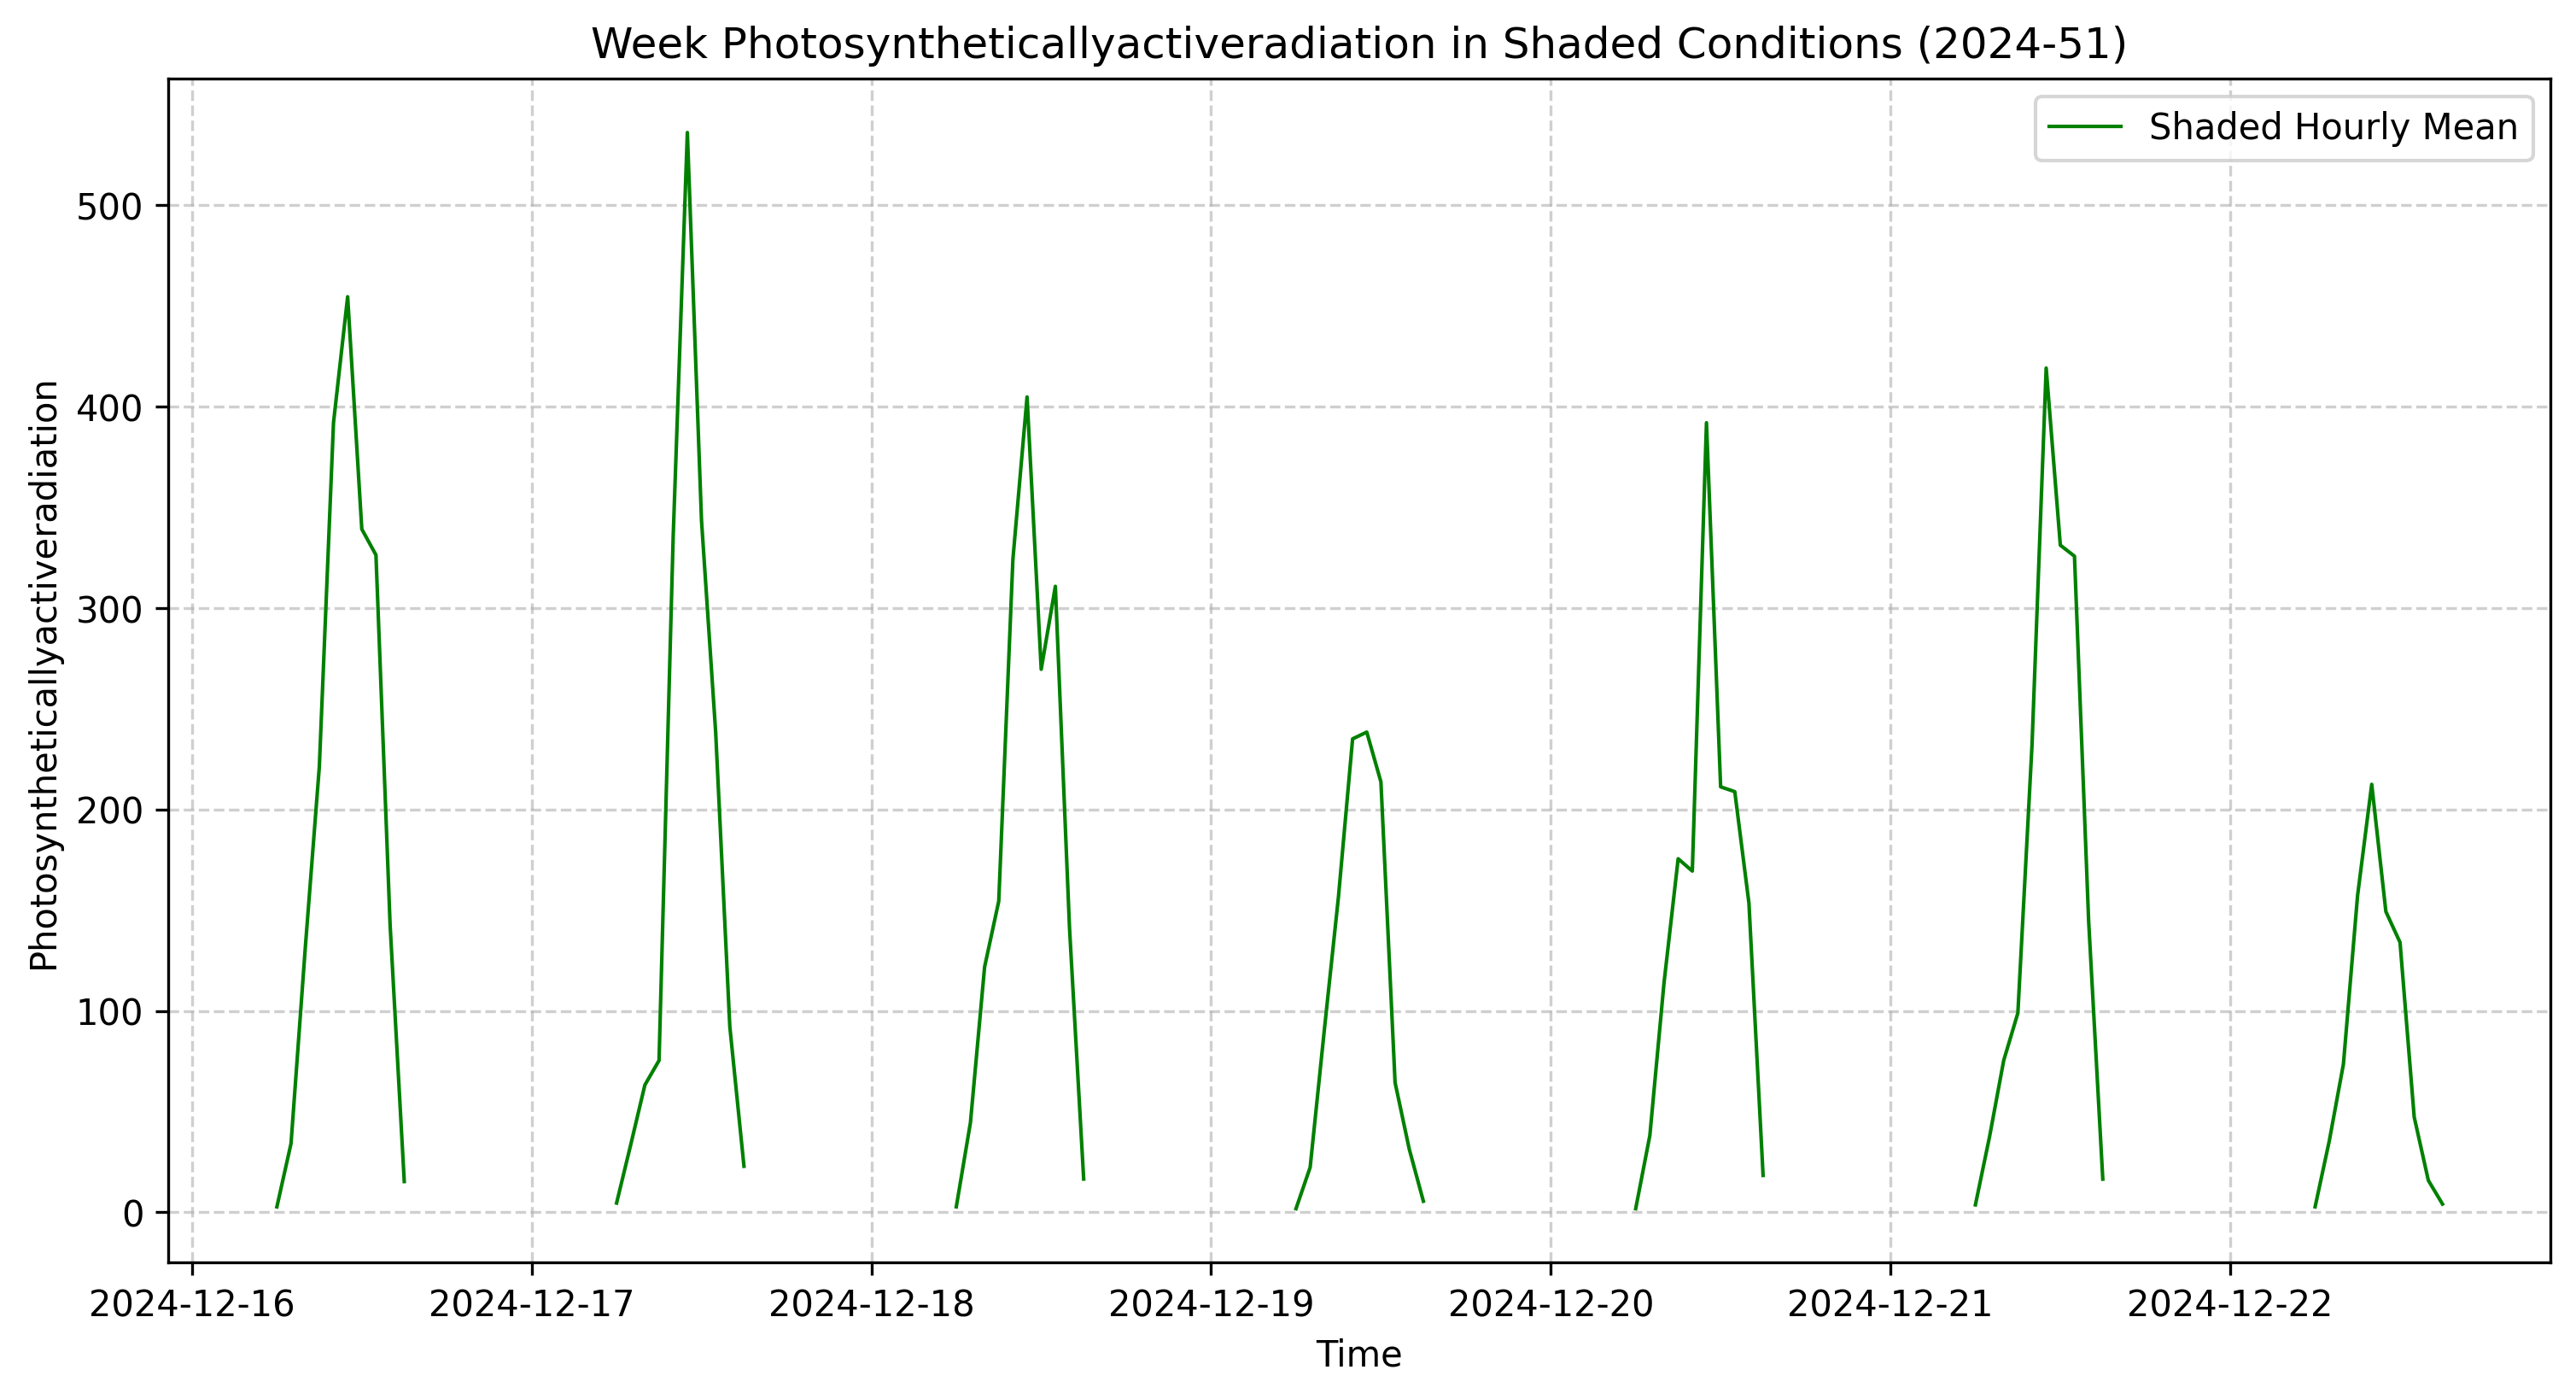 Week Photosyntheticallyactiveradiation in Shaded Conditions (2024-51)
Shaded Hourly Mean
Photosyntheticallyactiveradiation
500
400
300
200
100
0
2024-12-16 2024-12-17 2024-12-18 2024-12-19 2024-12-20 2024-12-21 2024-12-22
Time